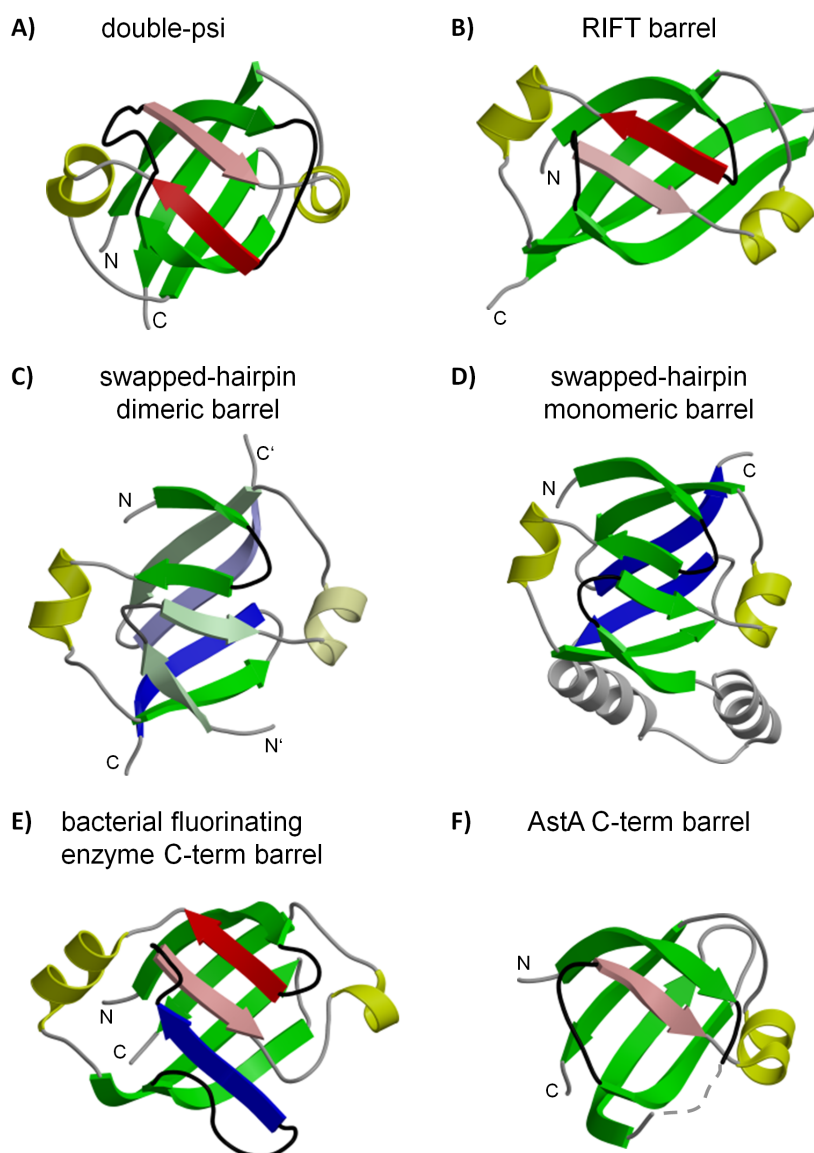 A) double-psi
N
C
B) RIFT barrel
N
C
C) swapped-hairpin
dimeric barrel
C'
N
N'
C
D) swapped-hairpin
monomeric barrel
C
N
E) bacterial fluorinating
enzyme C-term barrel
N
C
F) AstA C-term barrel
N
C